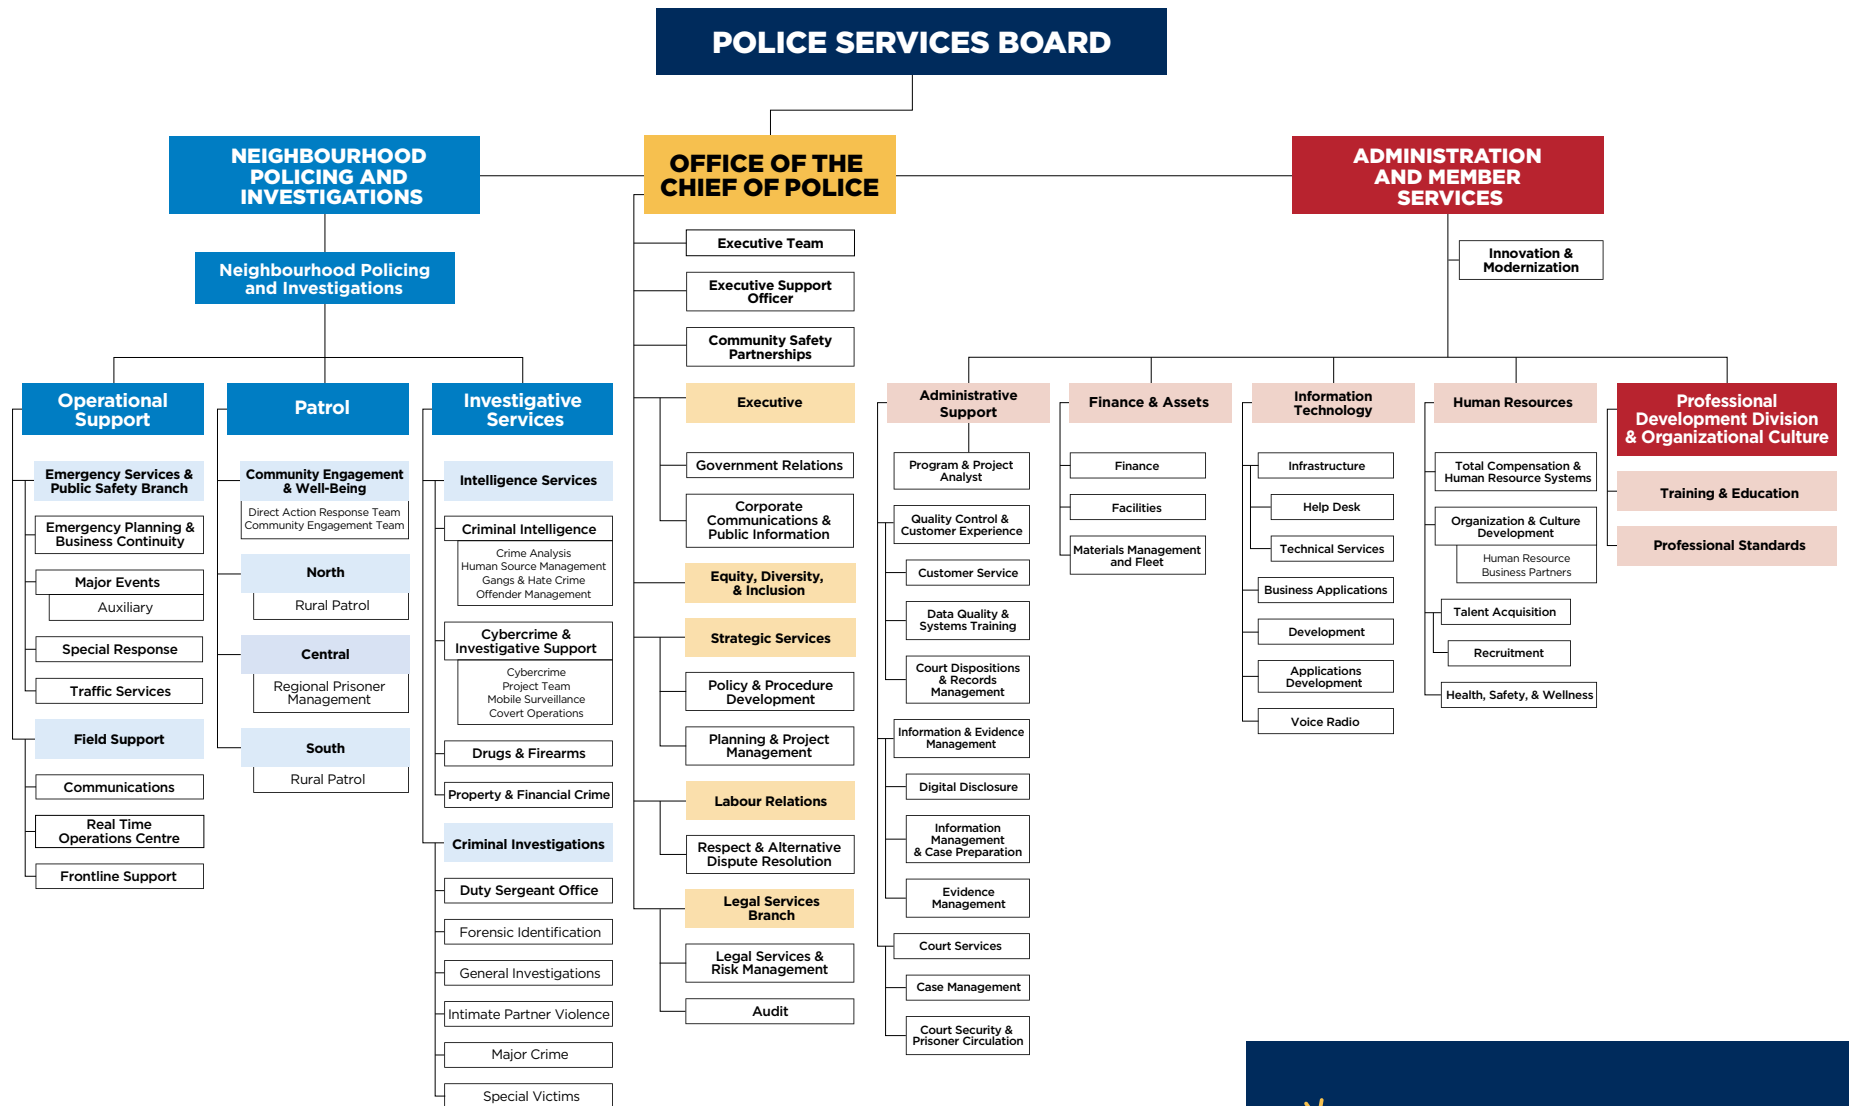 POLICE SERVICES BOARD
NEIGHBOURHOOD
POLICING AND
INVESTIGATIONS
OFFICE OF THE
CHIEF OF POLICE
ADMINISTRATION
AND MEMBER
SERVICES
Neighbourhood Policing
and Investigations
Operational
Support
Emergency Services &
Public Safety Branch
Emergency Planning &
Business Continuity
Major Events
Auxiliary
Special Response
Traffic Services
Field Support
Communications
Real Time
Operations Centre
Frontline Support
Patrol
Community Engagement
& Well-Being
Direct Action Response Team
Community Engagement Team
North
Rural Patrol
Central
Regional Prisoner
Management
South
Rural Patrol
Investigative
Services
Intelligence Services
Criminal Intelligence
Crime Analysis
Human Source Management
Gangs & Hate Crime
Offender Management
Cybercrime &
Investigative Support
Cybercrime
Project Team
Mobile Surveillance
Covert Operations
Drugs & Firearms
Property & Financial Crime
Criminal Investigations
Duty Sergeant Office
Forensic Identification
General Investigations
Intimate Partner Violence
Major Crime
Special Victims
Executive Team
Executive Support
Officer
Community Safety
Partnerships
Executive
Government Relations
Corporate
Communications &
Public Information
Equity, Diversity,
& Inclusion
Strategic Services
Policy & Procedure
Development
Planning & Project
Management
Labour Relations
Respect & Alternative
Dispute Resolution
Legal Services
Branch
Legal Services &
Risk Management
Audit
Innovation &
Modernization
Administrative
Support
Program & Project
Analyst
Quality Control &
Customer Experience
Customer Service
Data Quality &
Systems Training
Court Dispositions
& Records
Management
Information & Evidence
Management
Digital Disclosure
Information
Management
& Case Preparation
Evidence
Management
Court Services
Case Management
Court Security &
Prisoner Circulation
Finance & Assets
Finance
Facilities
Materials Management
and Fleet
Information
Technology
Infrastructure
Help Desk
Technical Services
Business Applications
Development
Applications
Development
Voice Radio
Human Resources
Total Compensation &
Human Resource Systems
Organization & Culture
Development
Human Resource
Business Partners
Talent Acquisition
Recruitment
Health, Safety, & Wellness
Professional
Development Division
& Organizational Culture
Training & Education
Professional Standards